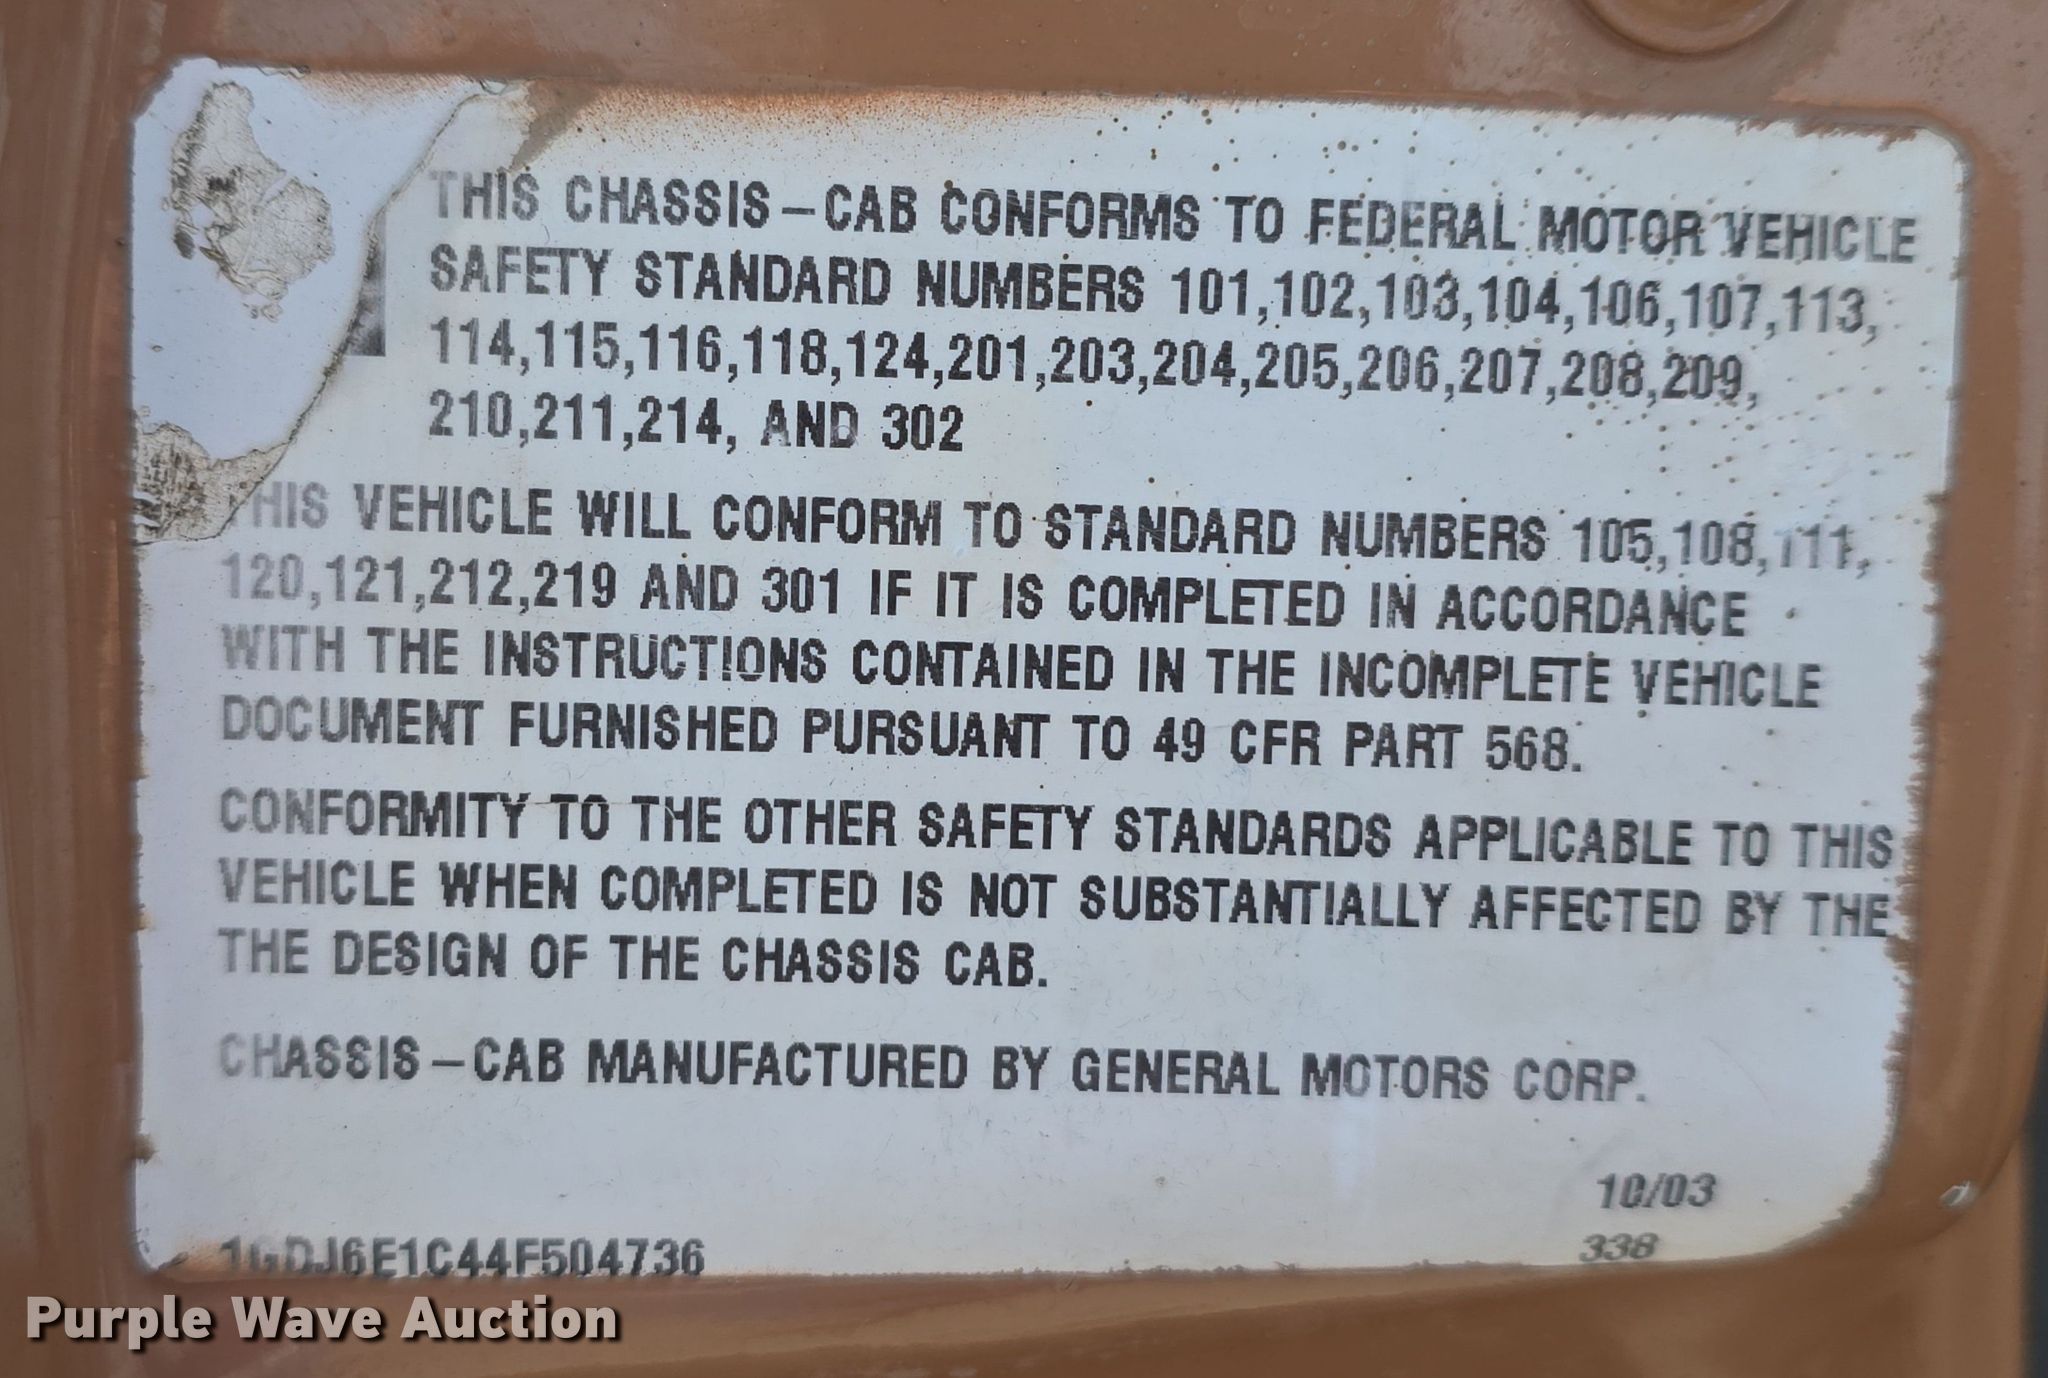 THIS CHASSIS-CAB CONFORMS TO FEDERAL MOTOR VEHICLE
SAFETY STANDARD NUMBERS 101,102,103,104,106,107,113,
114,115,116,118,124,201,203,204,205,206,207,208,209,
210,211,214, AND 302
THIS VEHICLE WILL CONFORM TO STANDARD NUMBERS 105,108,111,
120,121,212,219 AND 301 IF IT IS COMPLETED IN ACCORDANCE
WITH THE INSTRUCTIONS CONTAINED IN THE INCOMPLETE VEHICLE
DOCUMENT FURNISHED PURSUANT TO 49 CFR PART 568.
CONFORMITY TO THE OTHER SAFETY STANDARDS APPLICABLE TO THIS
VEHICLE WHEN COMPLETED IS NOT SUBSTANTIALLY AFFECTED BY THE
THE DESIGN OF THE CHASSIS CAB.
CHASSIS-CAB MANUFACTURED BY GENERAL MOTORS CORP.
10/03
1GDJ6E1C44F504736 338
Purple Wave Auction